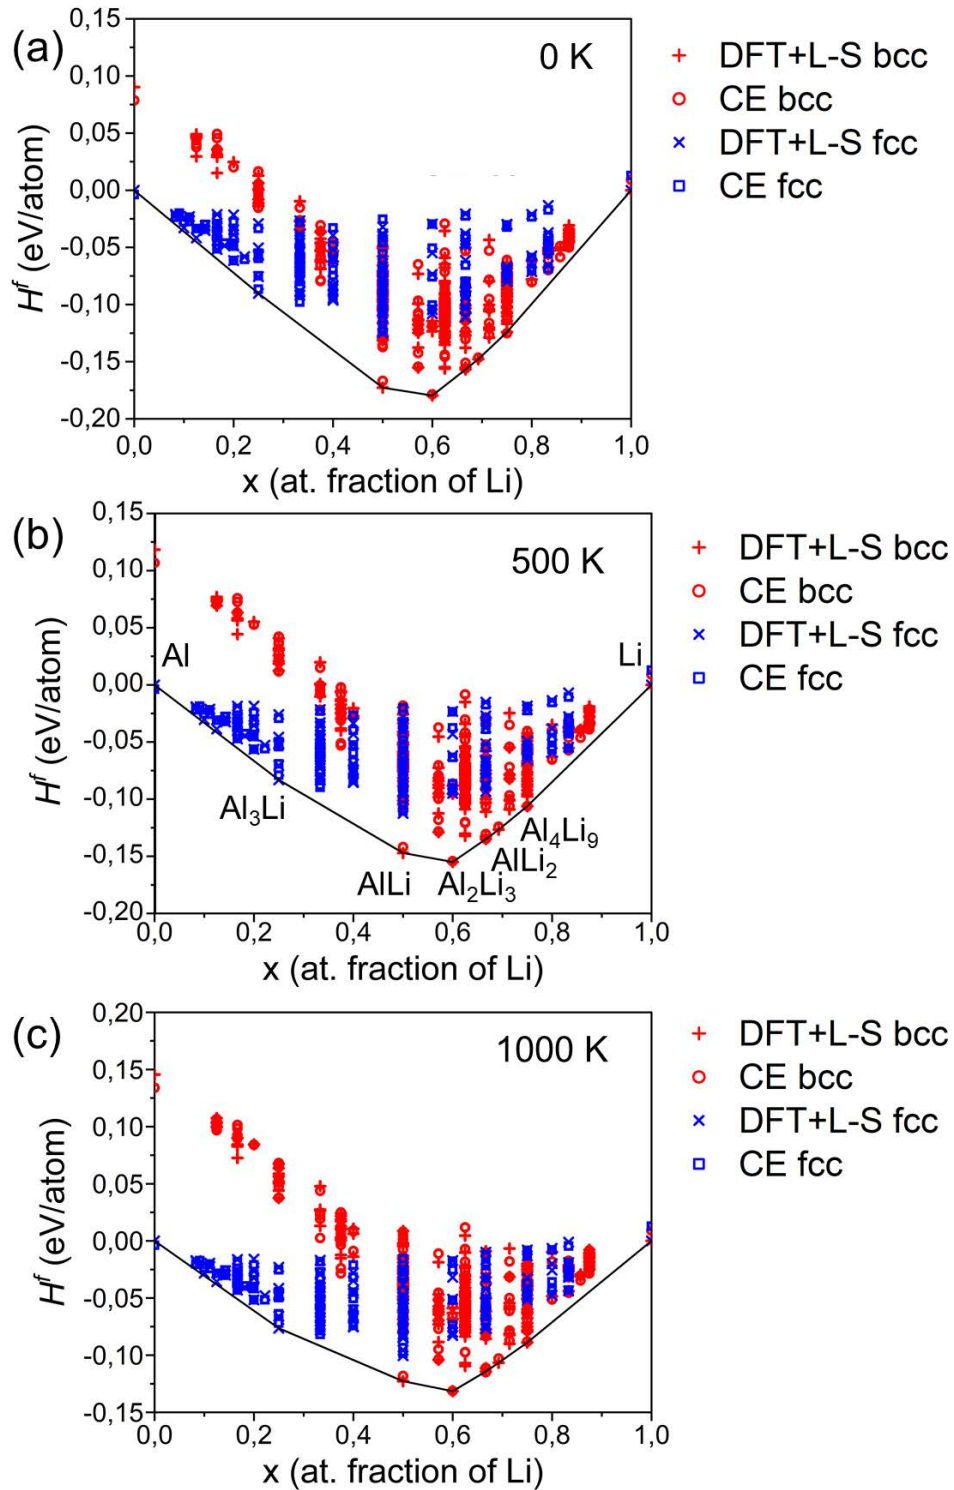 (a)
0 K
0,15
0,10
0,05
0,00
-0,05
-0,10
-0,15
-0,20
Hᶠ (eV/atom)
0,0 0,2 0,4 0,6 0,8 1,0
x (at. fraction of Li)
DFT+L-S bcc
CE bcc
DFT+L-S fcc
CE fcc
(b)
500 K
0,15
0,10
0,05
0,00
-0,05
-0,10
-0,15
-0,20
Hᶠ (eV/atom)
Al
Li
Al₃Li
AlLi
Al₂Li₃
AlLi₂
Al₄Li₉
0,0 0,2 0,4 0,6 0,8 1,0
x (at. fraction of Li)
DFT+L-S bcc
CE bcc
DFT+L-S fcc
CE fcc
(c)
1000 K
0,20
0,15
0,10
0,05
0,00
-0,05
-0,10
-0,15
Hᶠ (eV/atom)
0,0 0,2 0,4 0,6 0,8 1,0
x (at. fraction of Li)
DFT+L-S bcc
CE bcc
DFT+L-S fcc
CE fcc